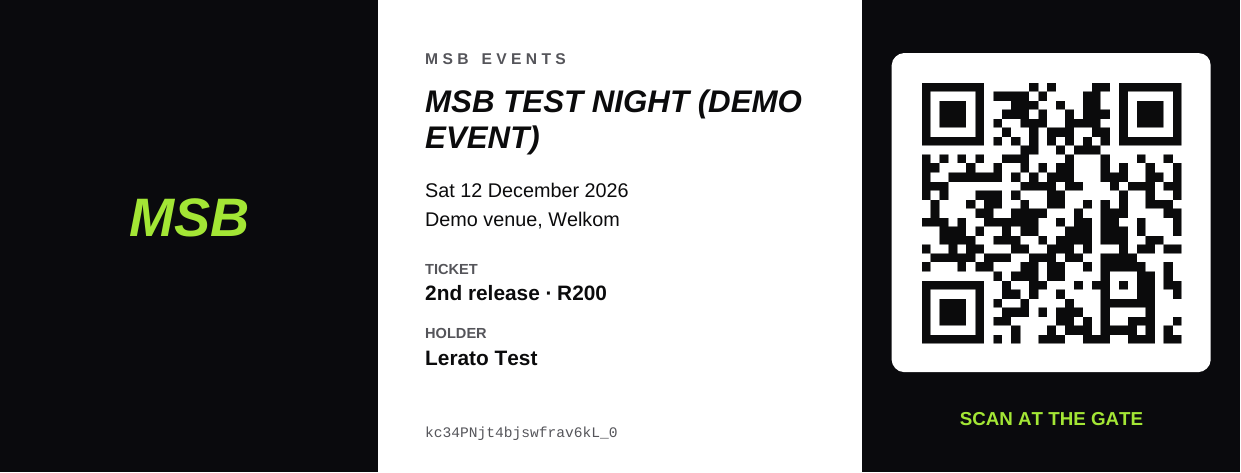 MSB
MSB EVENTS
MSB TEST NIGHT (DEMO
EVENT)
Sat 12 December 2026
Demo venue, Welkom
TICKET
2nd release · R200
HOLDER
Lerato Test
kc34PNjt4bjswfrav6kL_0
SCAN AT THE GATE